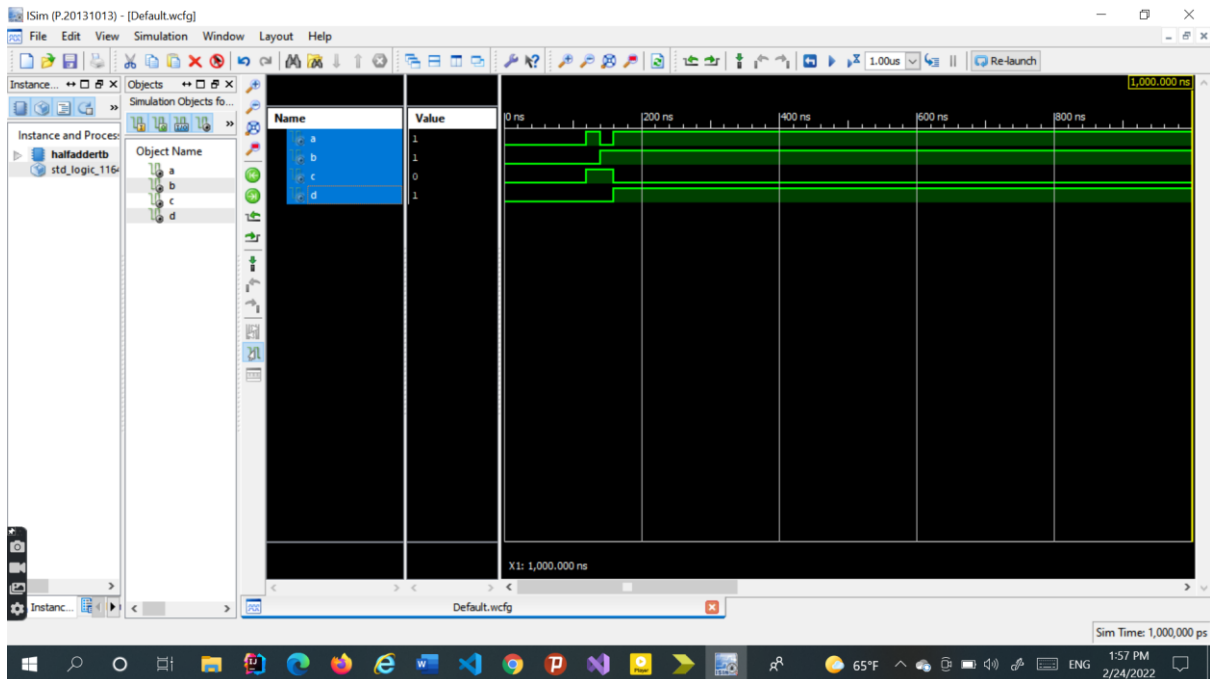 ISim (P.20131013) - [Default.wcfg]
File Edit View Simulation Window Layout Help
1.00us Re-launch
Instance... Objects
Simulation Objects fo...
Instance and Proces
halfaddertb
std_logic_116
Object Name
a
b
c
d
Name Value
a 1
b 1
c 0
d 1
1,000.000 ns
0 ns 200 ns 400 ns 600 ns 800 ns
X1: 1,000.000 ns
Instanc...
Default.wcfg
Sim Time: 1,000,000 ps
65°F ENG 1:57 PM
2/24/2022